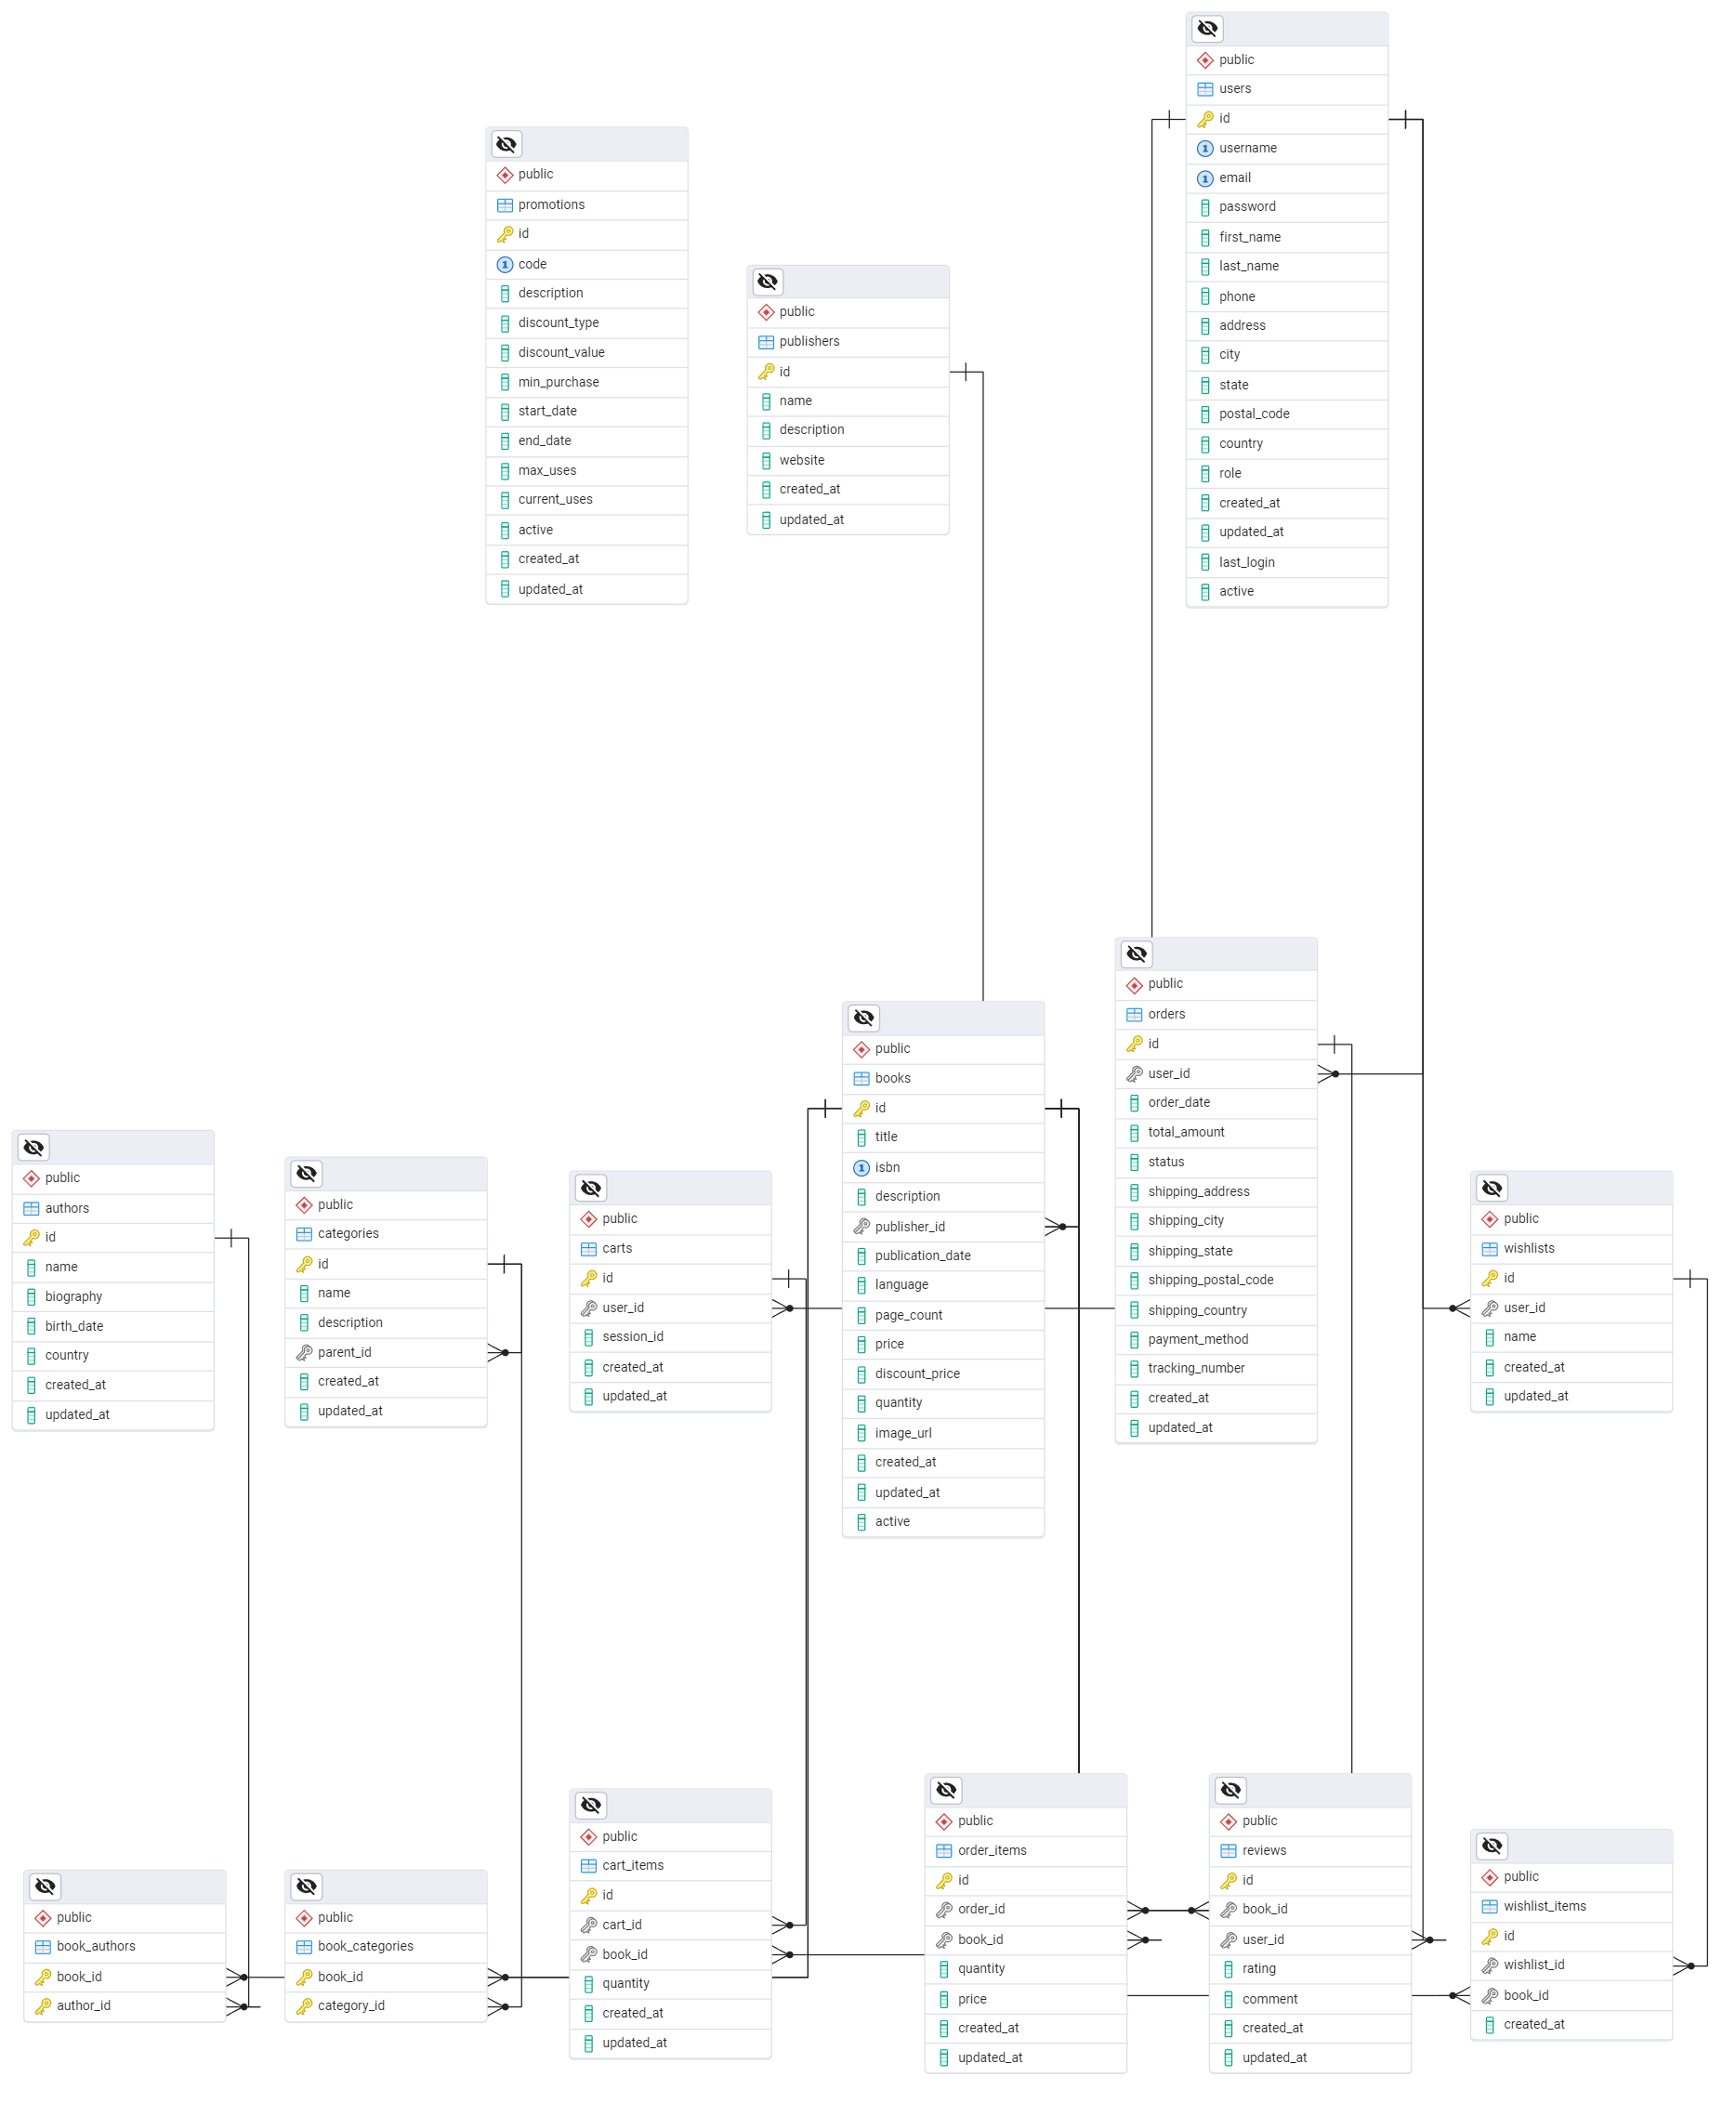 public
users
id
username
email
password
first_name
last_name
phone
address
city
state
postal_code
country
role
created_at
updated_at
last_login
active
public
promotions
id
code
description
discount_type
discount_value
min_purchase
start_date
end_date
max_uses
current_uses
active
created_at
updated_at
public
publishers
id
name
description
website
created_at
updated_at
public
orders
id
user_id
order_date
total_amount
status
shipping_address
shipping_city
shipping_state
shipping_postal_code
shipping_country
payment_method
tracking_number
created_at
updated_at
public
books
id
title
isbn
description
publisher_id
publication_date
language
page_count
price
discount_price
quantity
image_url
created_at
updated_at
active
public
authors
id
name
biography
birth_date
country
created_at
updated_at
public
categories
id
name
description
parent_id
created_at
updated_at
public
carts
id
user_id
session_id
created_at
updated_at
public
wishlists
id
user_id
name
created_at
updated_at
public
book_authors
book_id
author_id
public
book_categories
book_id
category_id
public
cart_items
id
cart_id
book_id
quantity
created_at
updated_at
public
order_items
id
order_id
book_id
quantity
price
created_at
updated_at
public
reviews
id
book_id
user_id
rating
comment
created_at
updated_at
public
wishlist_items
id
wishlist_id
book_id
created_at